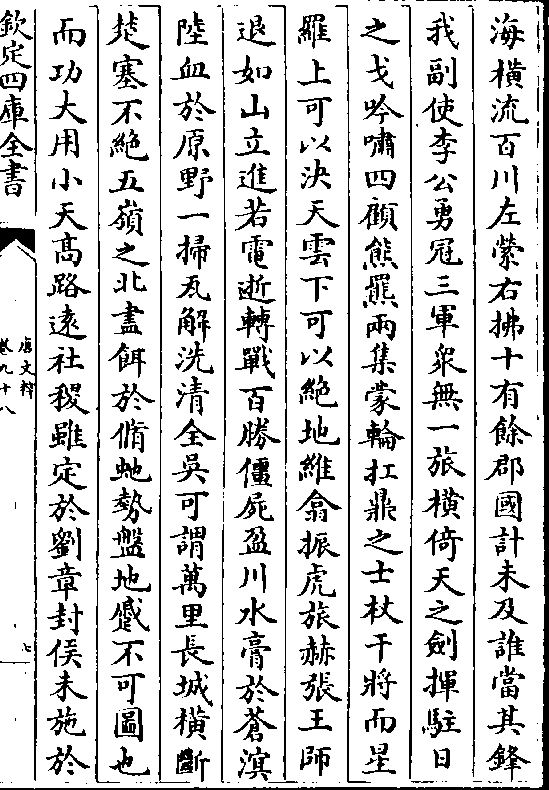 海横流百川左縈右拂十有餘郡國計未及誰當其鋒
我副使李公勇冠三軍衆無一旅横倚天之劍揮駐日
之戈吟嘯四顧熊羆兩集蒙輪扛鼎之士杖干將而星
羅上可以決天雲下可以絶地維翕振虎旅赫張王師
退如山立進若電逝轉戰百勝僵屍盈川水膏於蒼溟
陸血於原野一掃瓦解洗清全吳可謂萬里長城横斷
楚塞不絶五嶺之北盡餌於脩虵勢盤地蹙不可圖也
而功大用小天髙路遠社稷雖定於劉章封侯未施於
欽定四庫全書
唐文粹
卷九十八
七